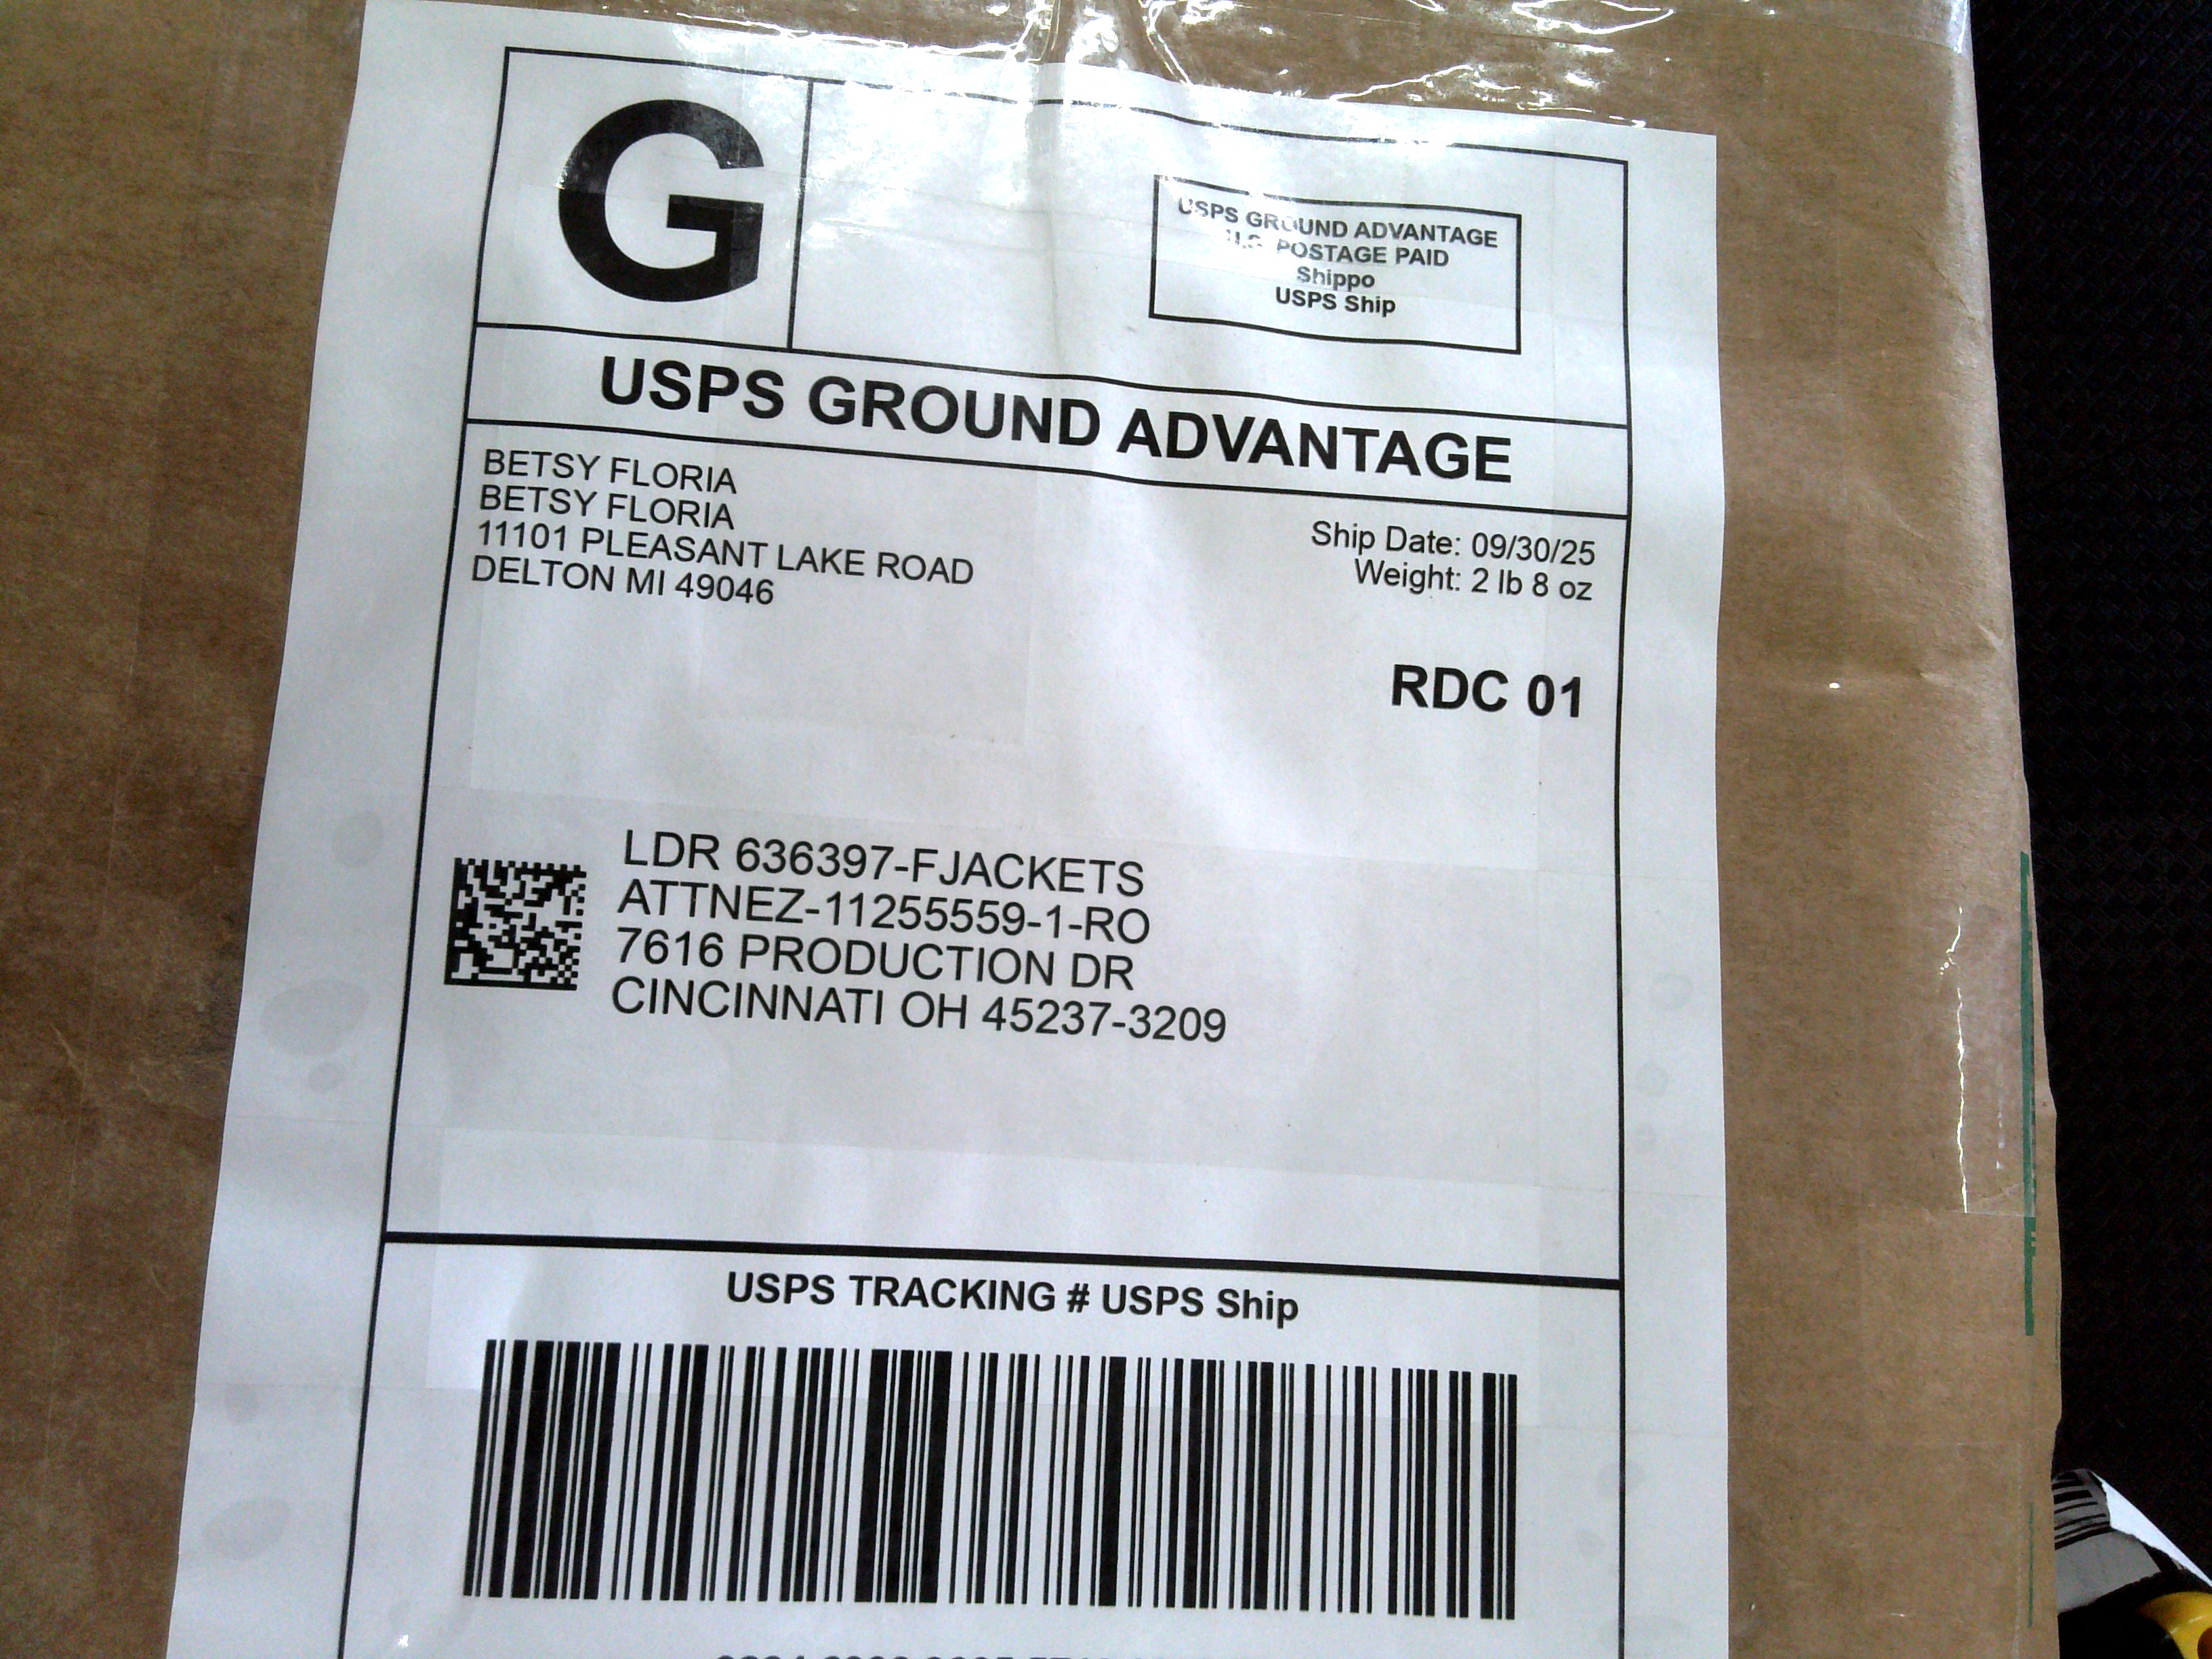 G
USPS GROUND ADVANTAGE
U.S. POSTAGE PAID
Shippo
USPS Ship
USPS GROUND ADVANTAGE
BETSY FLORIA
BETSY FLORIA
11101 PLEASANT LAKE ROAD
DELTON MI 49046
Ship Date: 09/30/25
Weight: 2 lb 8 oz
RDC 01
LDR 636397-FJACKETS
ATTNEZ-11255559-1-RO
7616 PRODUCTION DR
CINCINNATI OH 45237-3209
USPS TRACKING # USPS Ship